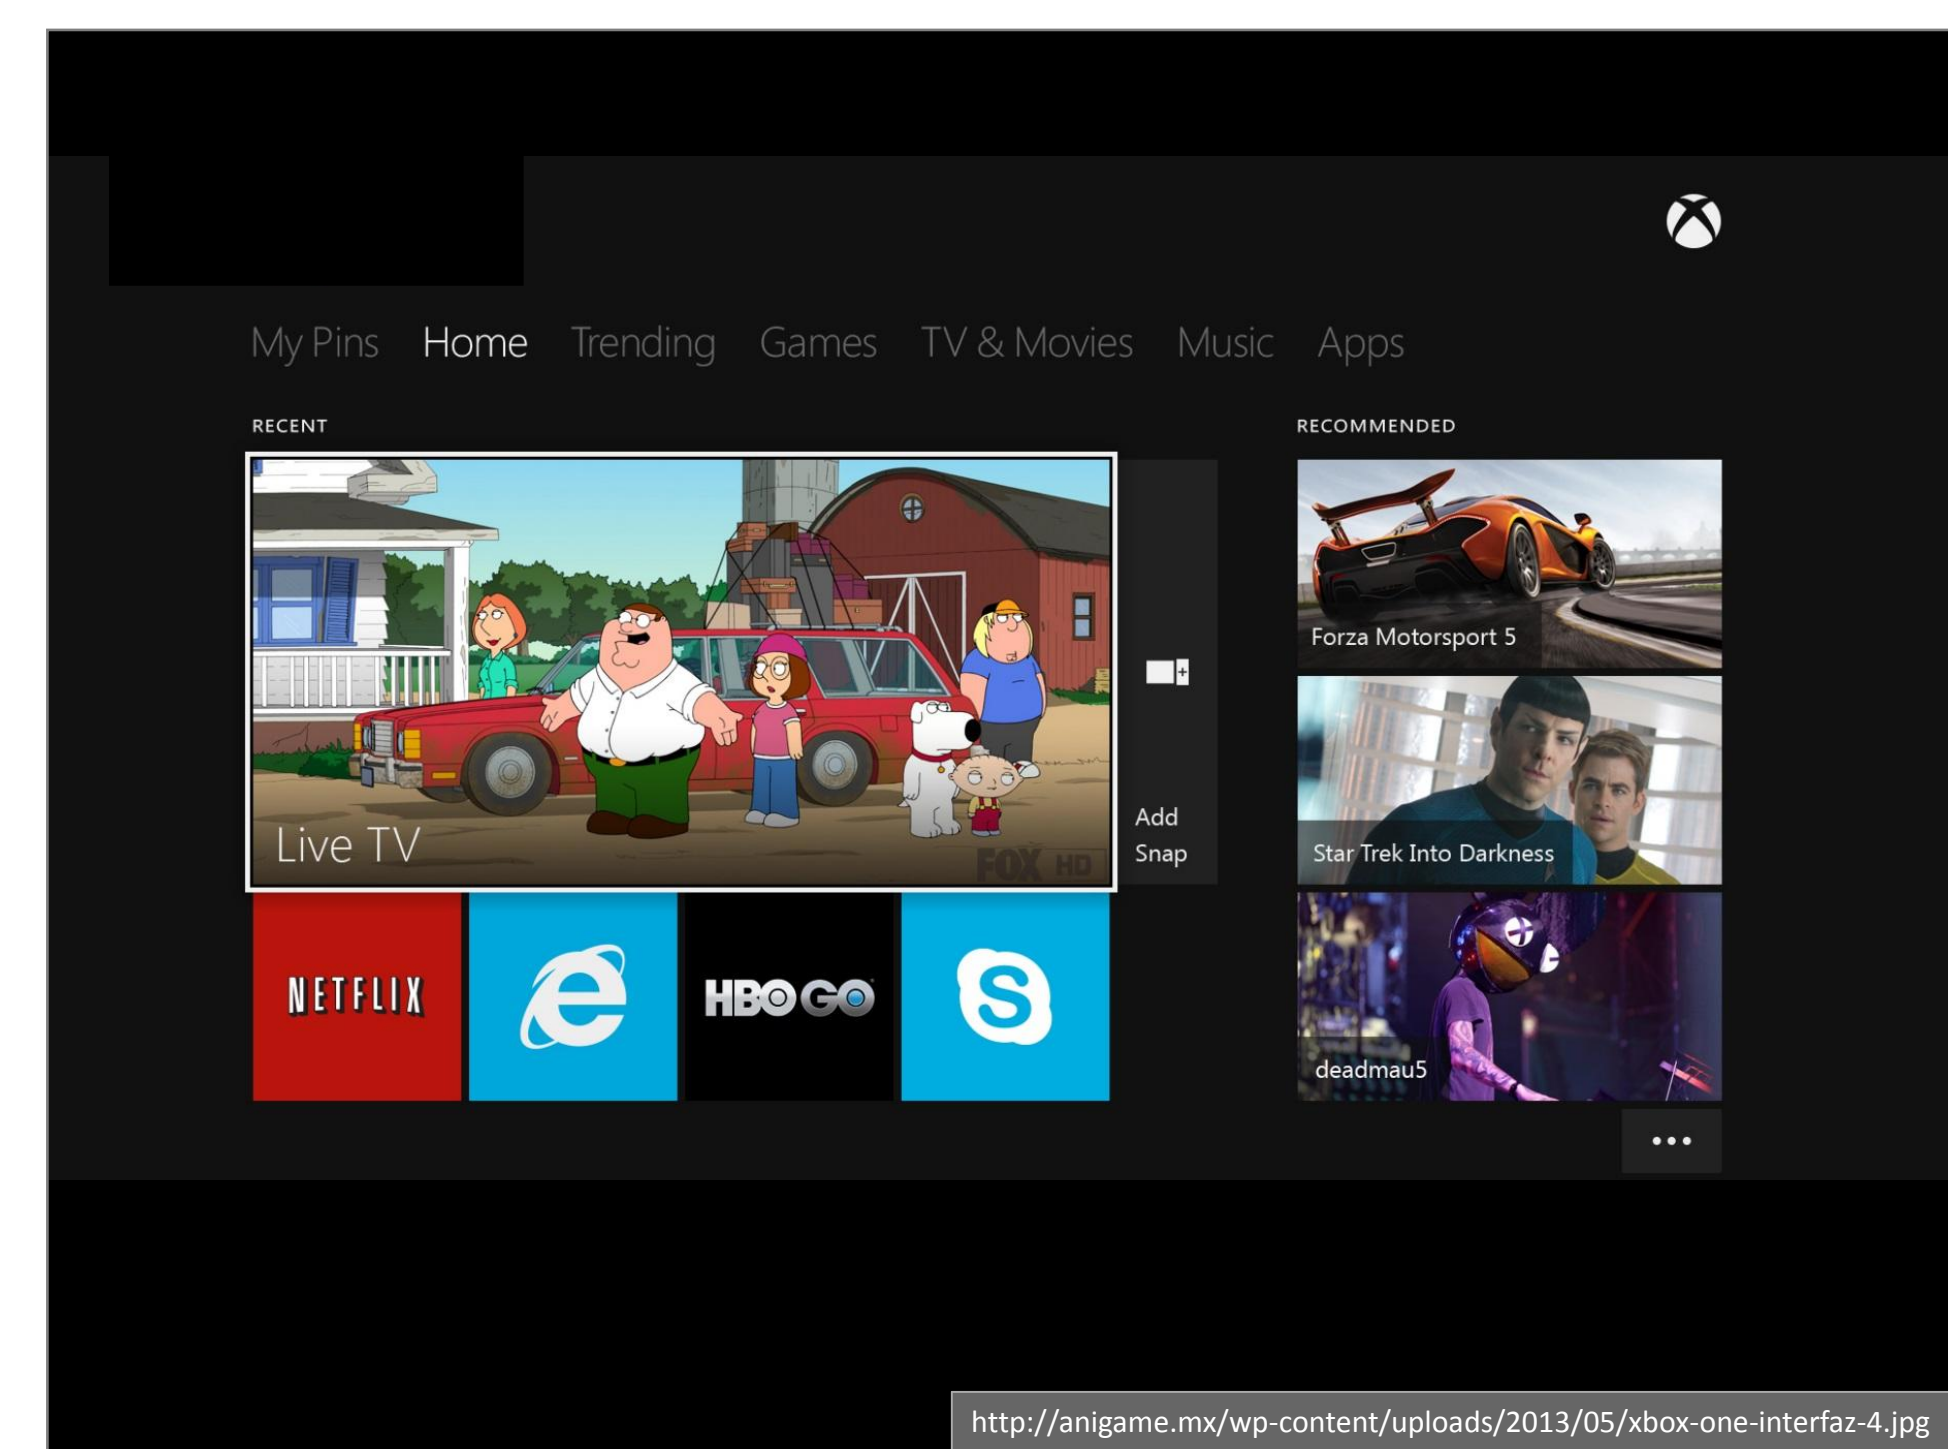 My Pins Home Trending Games TV & Movies Music Apps
RECENT
RECOMMENDED
Live TV
FOX HD
Add
Snap
Forza Motorsport 5
Star Trek Into Darkness
deadmau5
NETFLIX
HBO GO
http://anigame.mx/wp-content/uploads/2013/05/xbox-one-interfaz-4.jpg